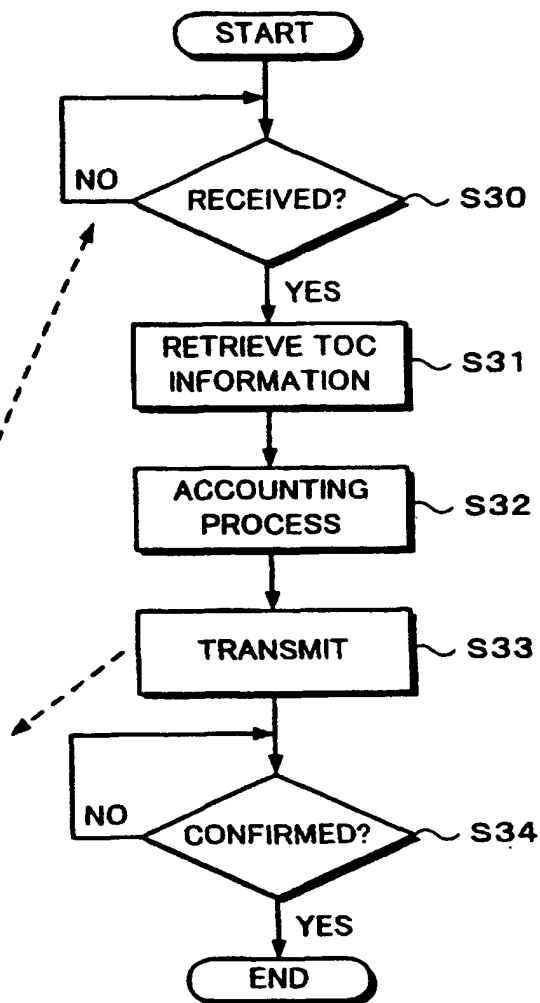 START
NO
RECEIVED?
S30
YES
RETRIEVE TOC
INFORMATION
S31
ACCOUNTING
PROCESS
S32
TRANSMIT
S33
NO
CONFIRMED?
S34
YES
END